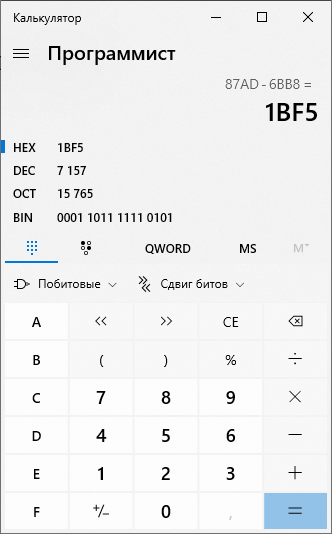 Калькулятор
Программист
87AD - 6BB8 =
1BF5
HEX 1BF5
DEC 7 157
OCT 15 765
BIN 0001 1011 1111 0101
QWORD MS M
Побитовые Сдвиг битов
A << >> CE
B ( ) % ÷
C 7 8 9 ×
D 4 5 6 −
E 1 2 3 +
F +/− 0 , =